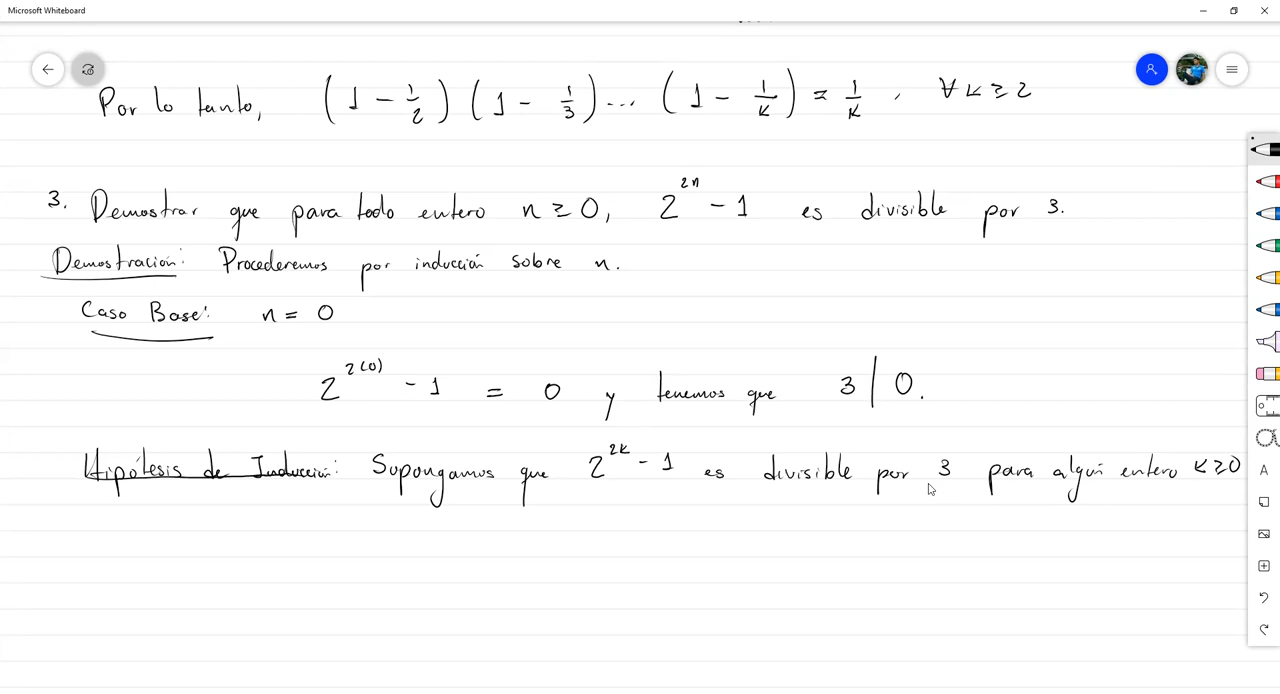 Microsoft Whiteboard
Por lo tanto, (1 - 1/2) (1 - 1/3) ... (1 - 1/K) = 1/K , ∀ K ≥ 2
3. Demostrar que para todo entero n ≥ 0, 2^{2n} - 1 es divisible por 3.
Demostración: Procederemos por inducción sobre n.
Caso Base: n = 0
2^{2(0)} - 1 = 0 y tenemos que 3 | 0.
Hipótesis de Inducción: Supongamos que 2^{2K} - 1 es divisible por 3 para algún entero K ≥ 0